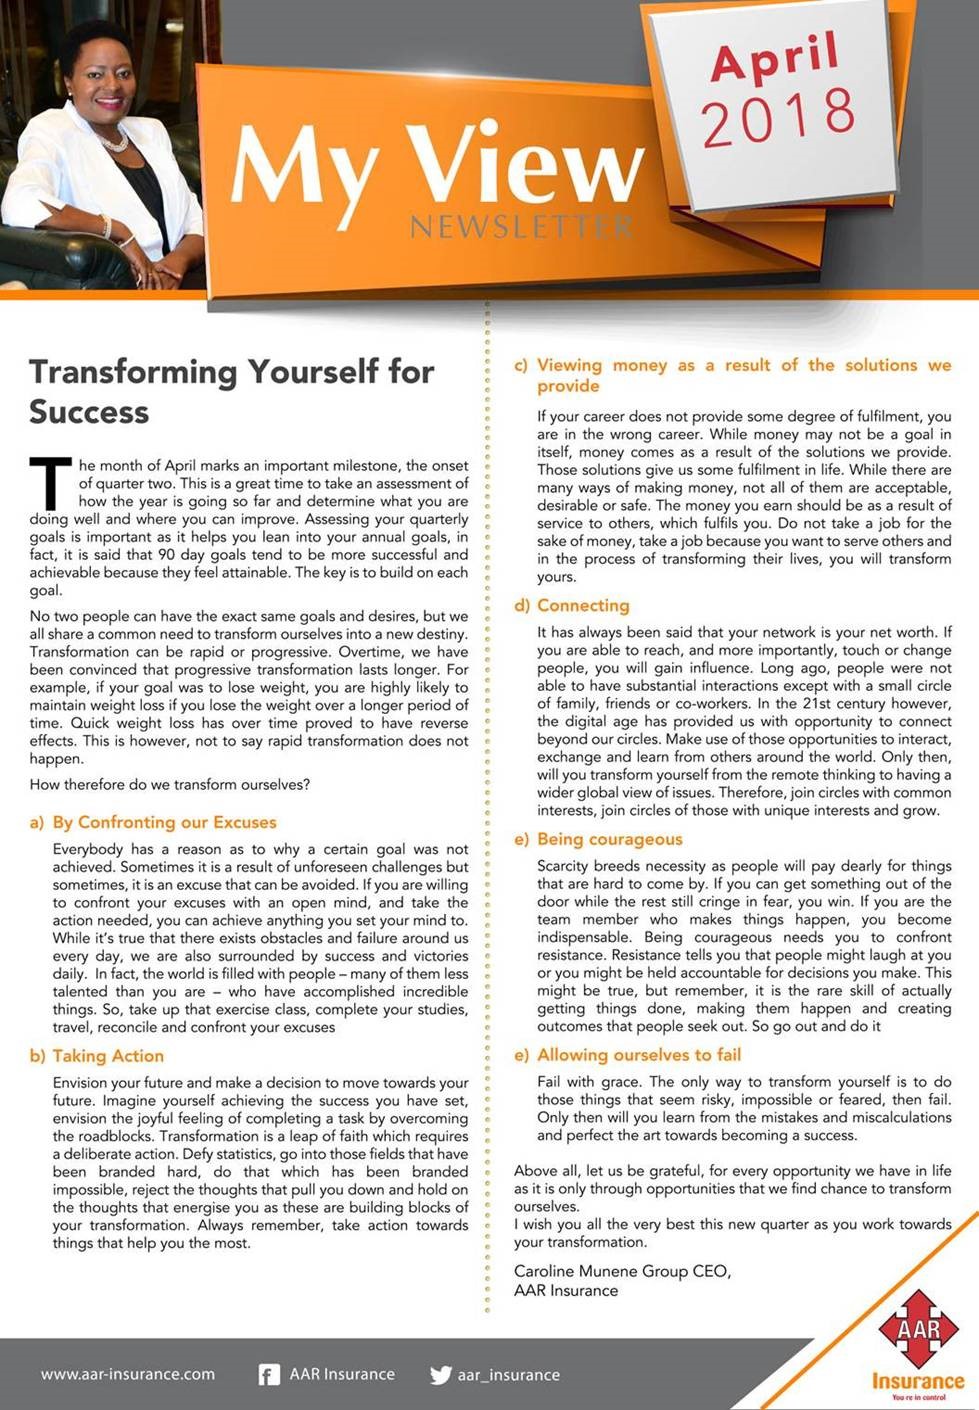 April
2018
My View
NEWSLETTER
Transforming Yourself for
Success
The month of April marks an important milestone, the onset
of quarter two. This is a great time to take an assessment of
how the year is going so far and determine what you are
doing well and where you can improve. Assessing your quarterly
goals is important as it helps you lean into your annual goals, in
fact, it is said that 90 day goals tend to be more successful and
achievable because they feel attainable. The key is to build on each
goal.
No two people can have the exact same goals and desires, but we
all share a common need to transform ourselves into a new destiny.
Transformation can be rapid or progressive. Overtime, we have
been convinced that progressive transformation lasts longer. For
example, if your goal was to lose weight, you are highly likely to
maintain weight loss if you lose the weight over a longer period of
time. Quick weight loss has over time proved to have reverse
effects. This is however, not to say rapid transformation does not
happen.
How therefore do we transform ourselves?
a) By Confronting our Excuses
Everybody has a reason as to why a certain goal was not
achieved. Sometimes it is a result of unforeseen challenges but
sometimes, it is an excuse that can be avoided. If you are willing
to confront your excuses with an open mind, and take the
action needed, you can achieve anything you set your mind to.
While it's true that there exists obstacles and failure around us
every day, we are also surrounded by success and victories
daily. In fact, the world is filled with people – many of them less
talented than you are – who have accomplished incredible
things. So, take up that exercise class, complete your studies,
travel, reconcile and confront your excuses
b) Taking Action
Envision your future and make a decision to move towards your
future. Imagine yourself achieving the success you have set,
envision the joyful feeling of completing a task by overcoming
the roadblocks. Transformation is a leap of faith which requires
a deliberate action. Defy statistics, go into those fields that have
been branded hard, do that which has been branded
impossible, reject the thoughts that pull you down and hold on
the thoughts that energise you as these are building blocks of
your transformation. Always remember, take action towards
things that help you the most.
c) Viewing money as a result of the solutions we
provide
If your career does not provide some degree of fulfilment, you
are in the wrong career. While money may not be a goal in
itself, money comes as a result of the solutions we provide.
Those solutions give us some fulfilment in life. While there are
many ways of making money, not all of them are acceptable,
desirable or safe. The money you earn should be as a result of
service to others, which fulfils you. Do not take a job for the
sake of money, take a job because you want to serve others and
in the process of transforming their lives, you will transform
yours.
d) Connecting
It has always been said that your network is your net worth. If
you are able to reach, and more importantly, touch or change
people, you will gain influence. Long ago, people were not
able to have substantial interactions except with a small circle
of family, friends or co-workers. In the 21st century however,
the digital age has provided us with opportunity to connect
beyond our circles. Make use of those opportunities to interact,
exchange and learn from others around the world. Only then,
will you transform yourself from the remote thinking to having a
wider global view of issues. Therefore, join circles with common
interests, join circles of those with unique interests and grow.
e) Being courageous
Scarcity breeds necessity as people will pay dearly for things
that are hard to come by. If you can get something out of the
door while the rest still cringe in fear, you win. If you are the
team member who makes things happen, you become
indispensable. Being courageous needs you to confront
resistance. Resistance tells you that people might laugh at you
or you might be held accountable for decisions you make. This
might be true, but remember, it is the rare skill of actually
getting things done, making them happen and creating
outcomes that people seek out. So go out and do it
e) Allowing ourselves to fail
Fail with grace. The only way to transform yourself is to do
those things that seem risky, impossible or feared, then fail.
Only then will you learn from the mistakes and miscalculations
and perfect the art towards becoming a success.
Above all, let us be grateful, for every opportunity we have in life
as it is only through opportunities that we find chance to transform
ourselves.
I wish you all the very best this new quarter as you work towards
your transformation.
Caroline Munene Group CEO,
AAR Insurance
www.aar-insurance.com
AAR Insurance
aar_insurance
AAR
Insurance
You're in control